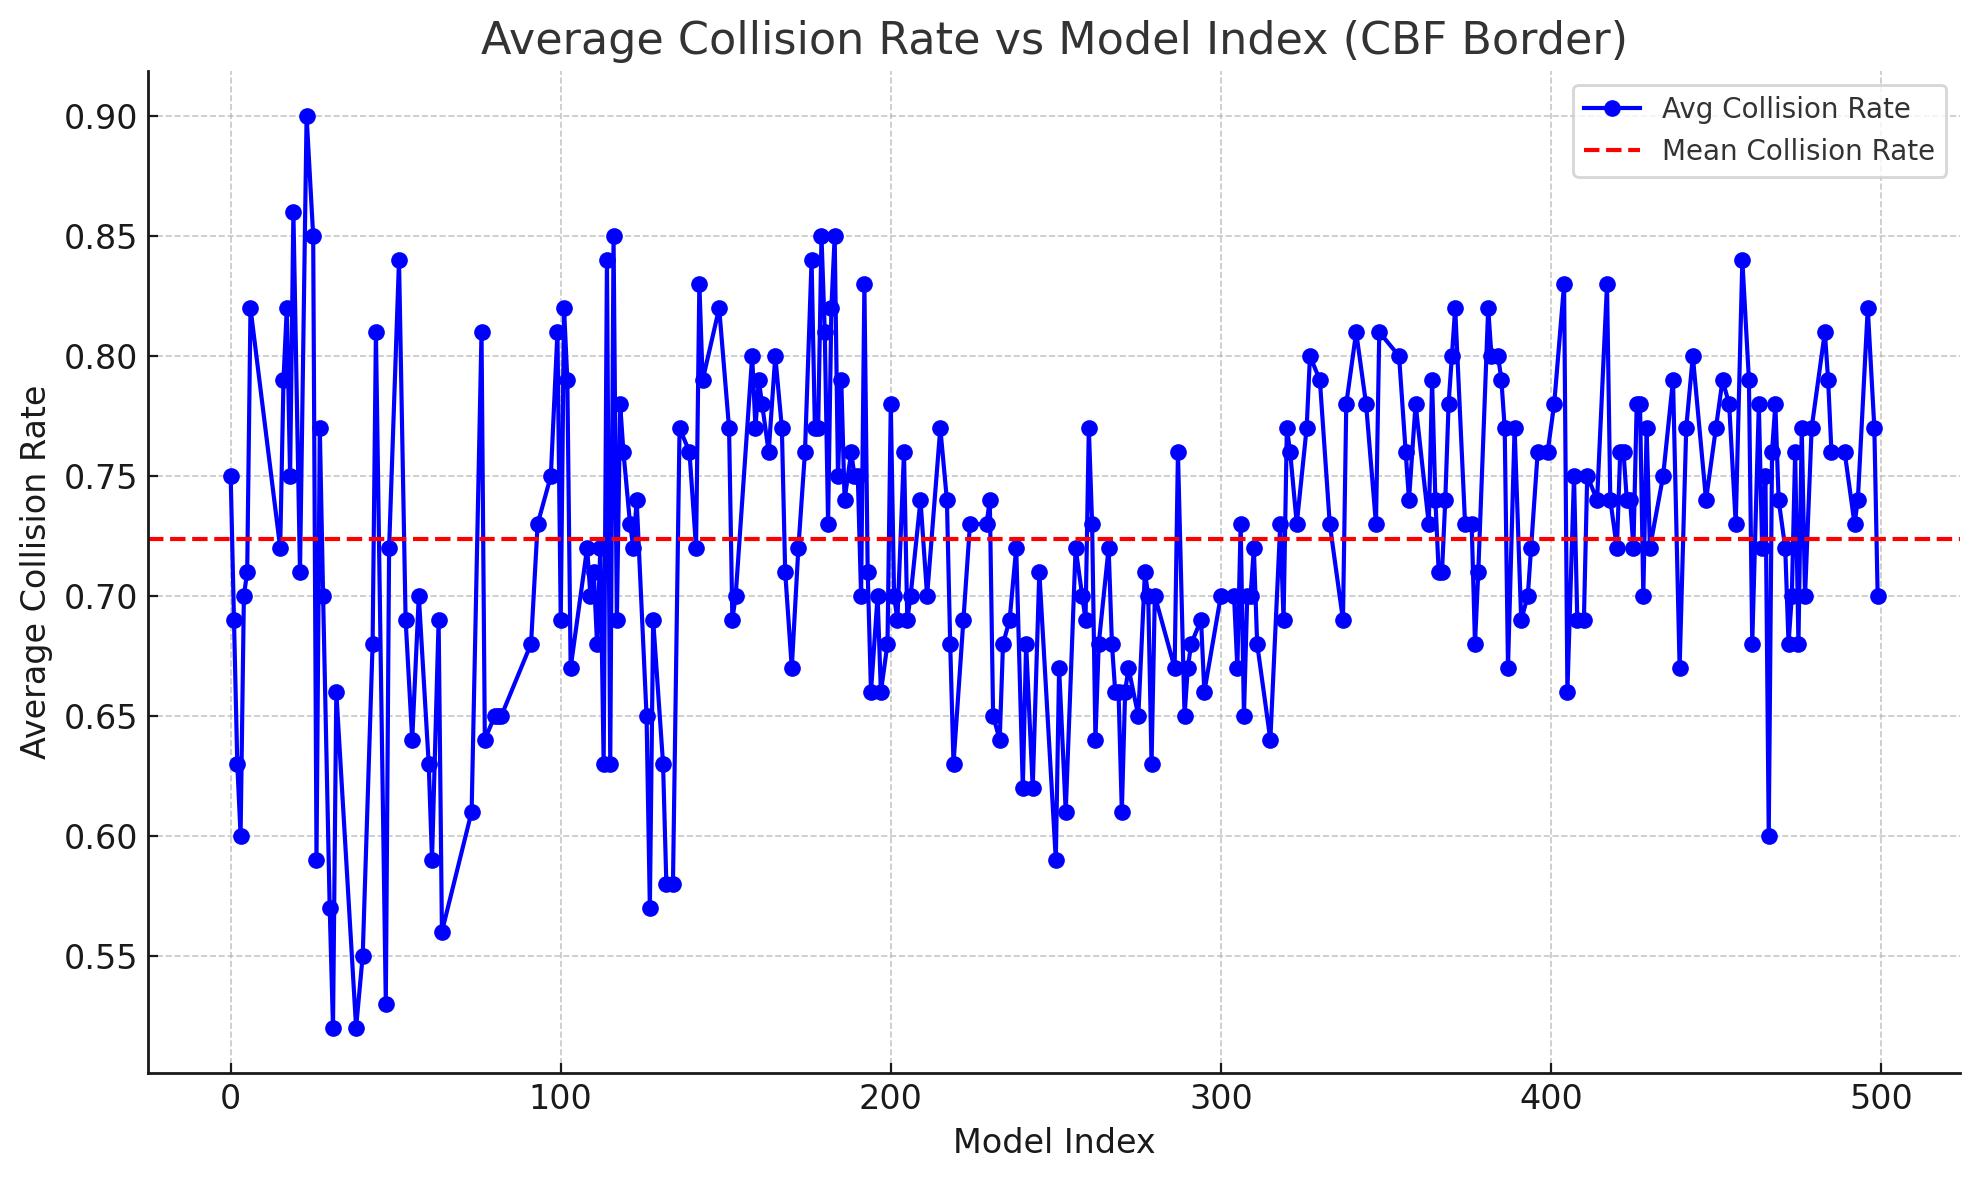 Average Collision Rate vs Model Index (CBF Border)
Avg Collision Rate
Mean Collision Rate
0.90
0.85
0.80
0.75
0.70
0.65
0.60
0.55
Average Collision Rate
0 100 200 300 400 500
Model Index